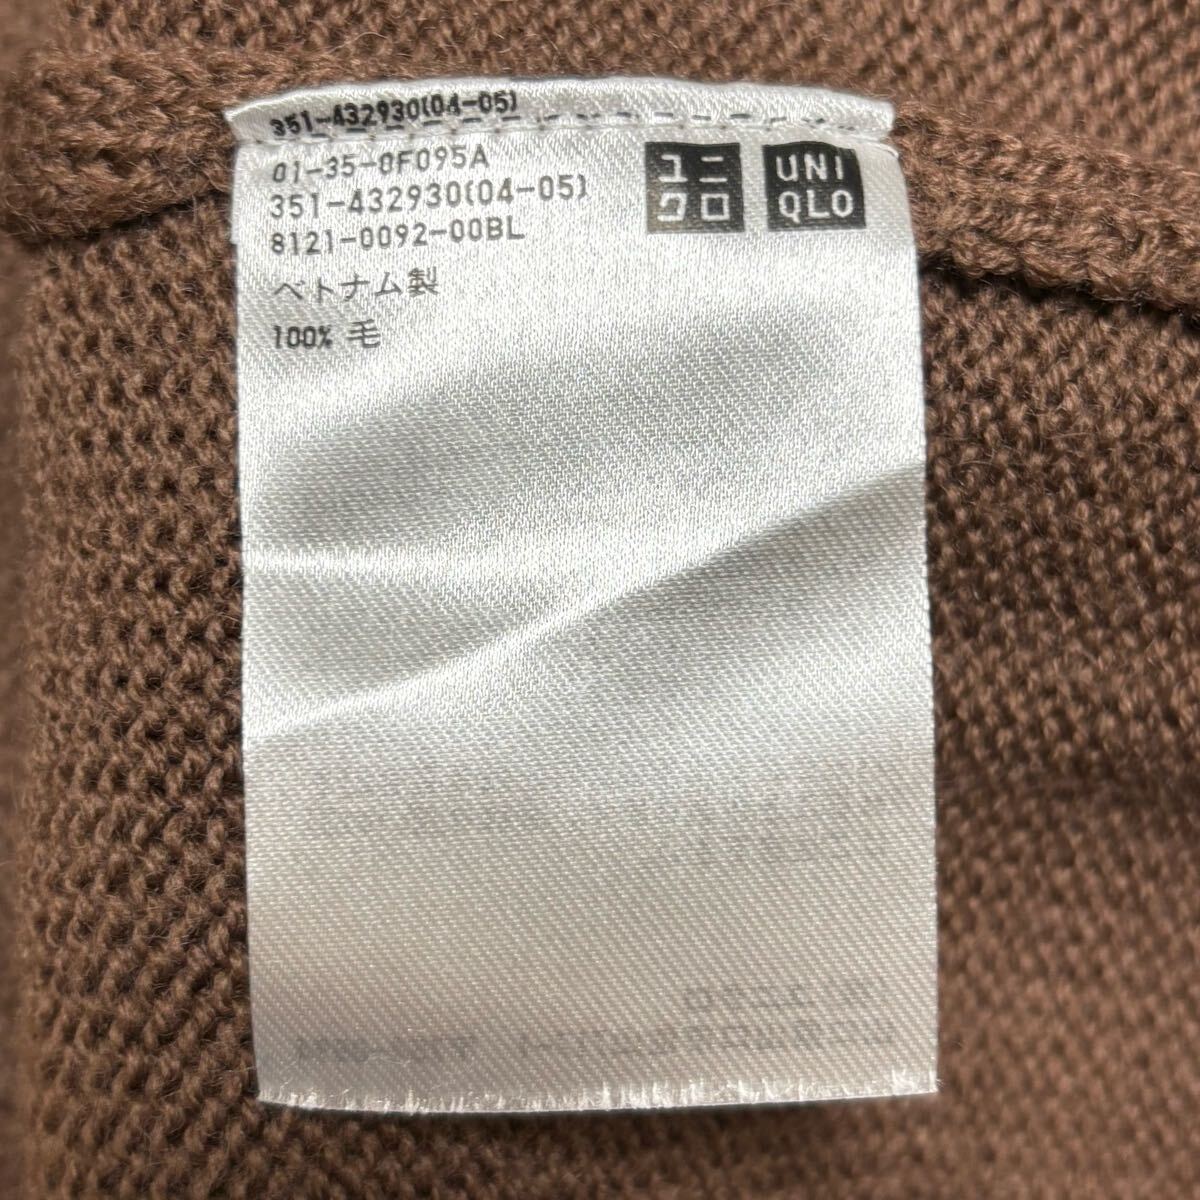 351-432930(04-05)
01-35-0F095A
351-432930(04-05)
8121-0092-00BL
ベトナム製
100% 毛
ユニ
クロ
UNI
QLO